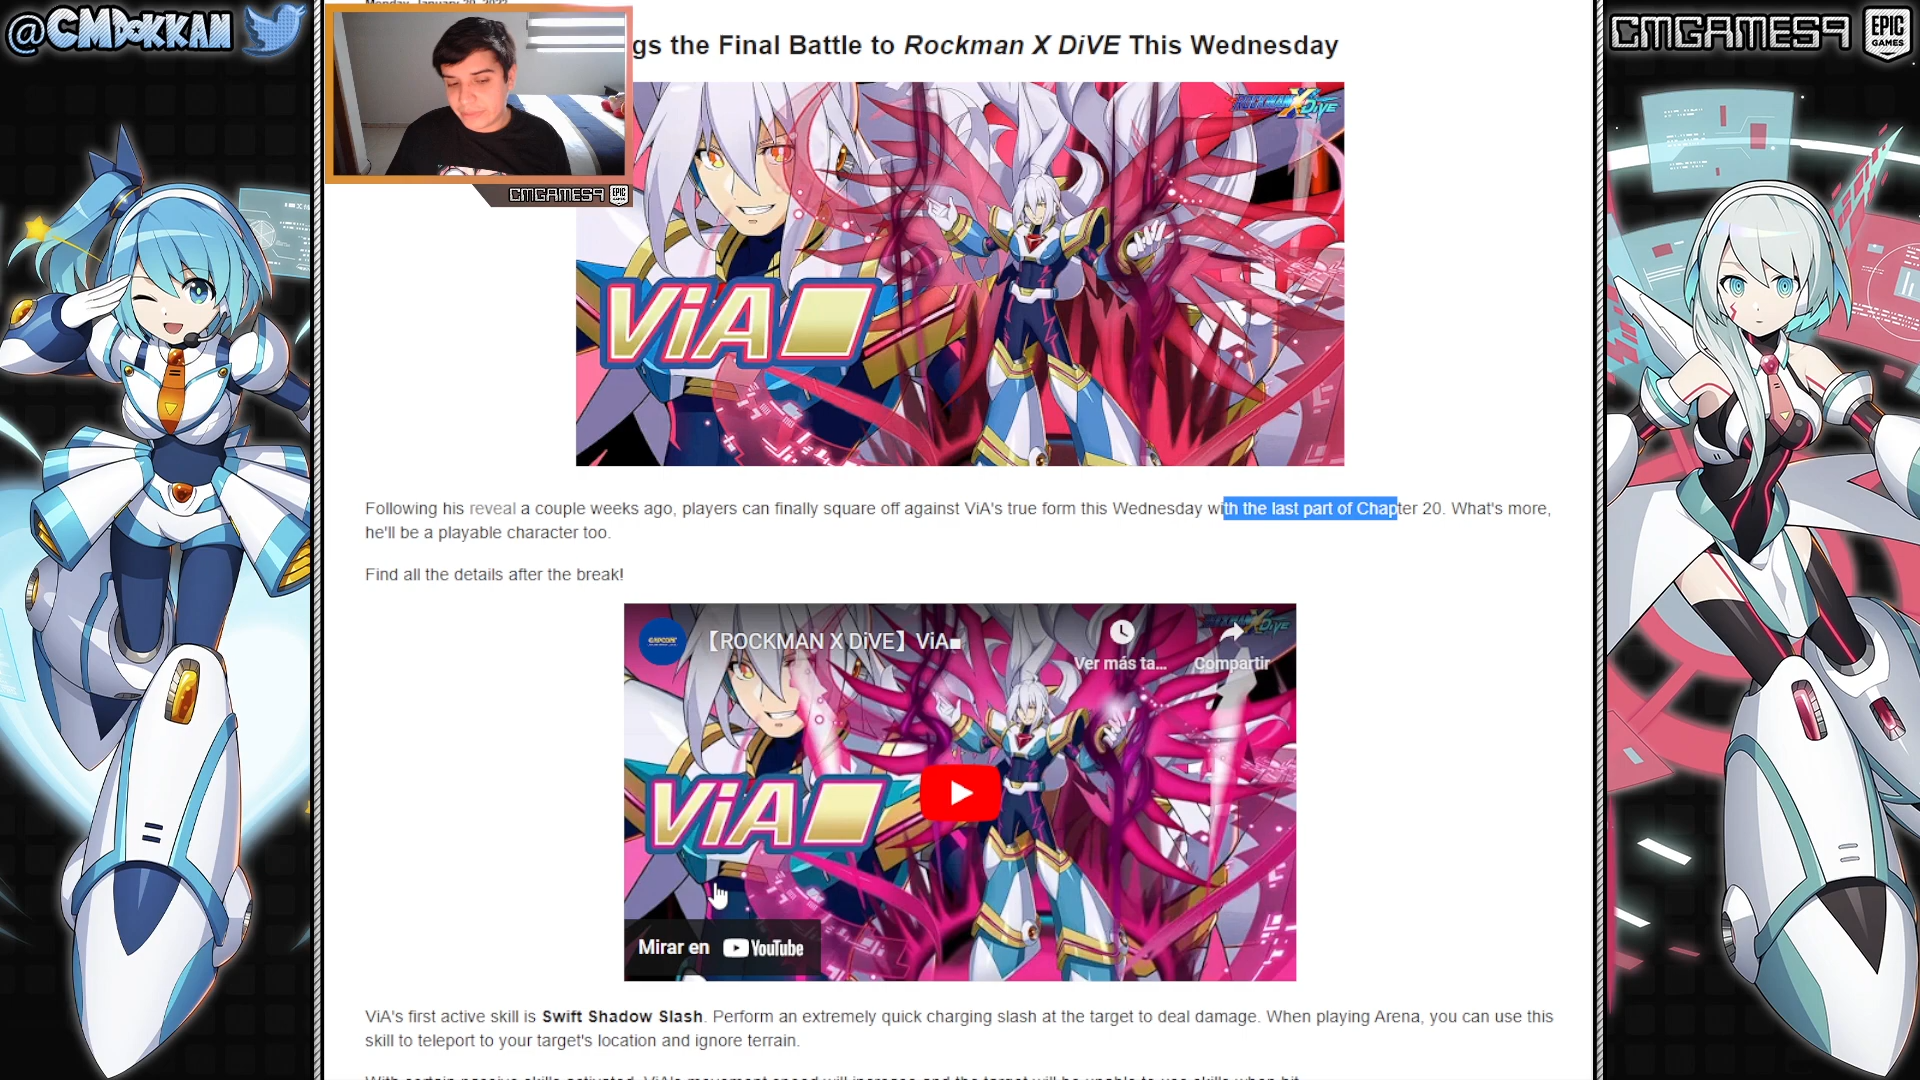 @CMDOKKAN
CMGAMES9
EPIC
GAMES
gs the Final Battle to Rockman X DiVE This Wednesday
ROCKMAN X DiVE
CMGAMES9
EPIC
GAMES
ViA■
Following his reveal a couple weeks ago, players can finally square off against ViA's true form this Wednesday with the last part of Chapter 20. What's more,
he'll be a playable character too.
Find all the details after the break!
CAPCOM
【ROCKMAN X DiVE】ViA■
Ver más ta...
Compartir
ROCKMAN X DiVE
ViA■
Mirar en YouTube
ViA's first active skill is Swift Shadow Slash. Perform an extremely quick charging slash at the target to deal damage. When playing Arena, you can use this
skill to teleport to your target's location and ignore terrain.